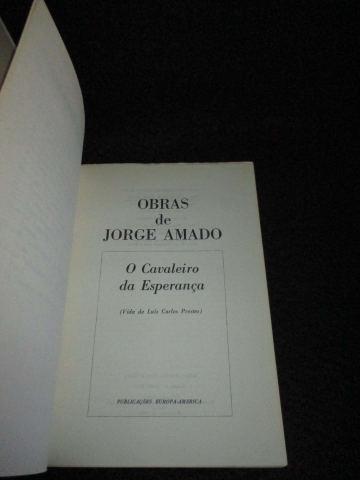 OBRAS
de
JORGE AMADO
O Cavaleiro
da Esperança
(Vida de Luís Carlos Prestes)
PUBLICAÇÕES EUROPA-AMÉRICA